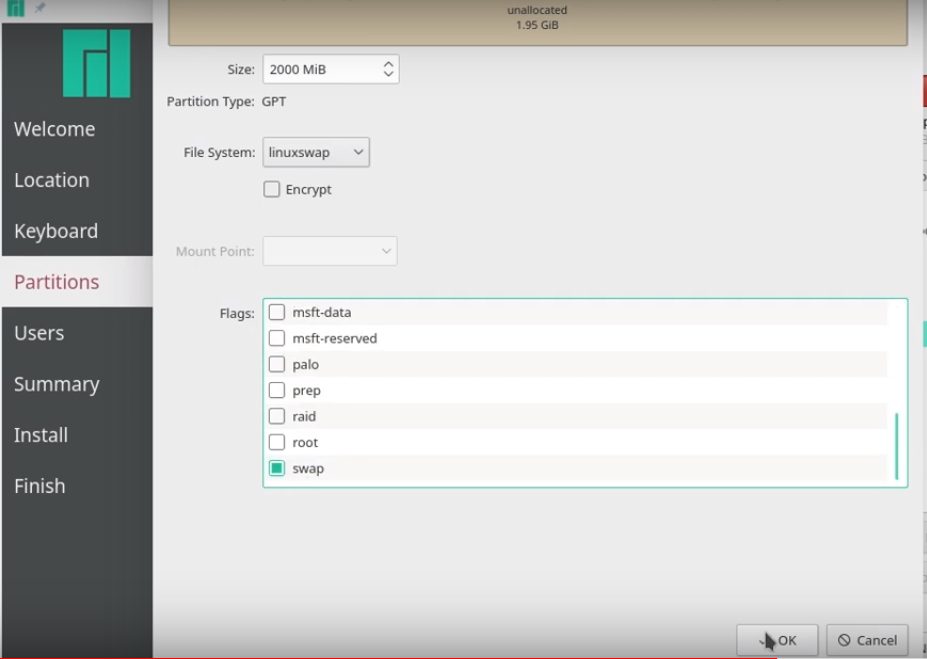 unallocated
1.95 GiB
Size: 2000 MiB
Partition Type: GPT
File System: linuxswap
Encrypt
Mount Point:
Flags:
msft-data
msft-reserved
palo
prep
raid
root
swap
Welcome
Location
Keyboard
Partitions
Users
Summary
Install
Finish
OK
Cancel